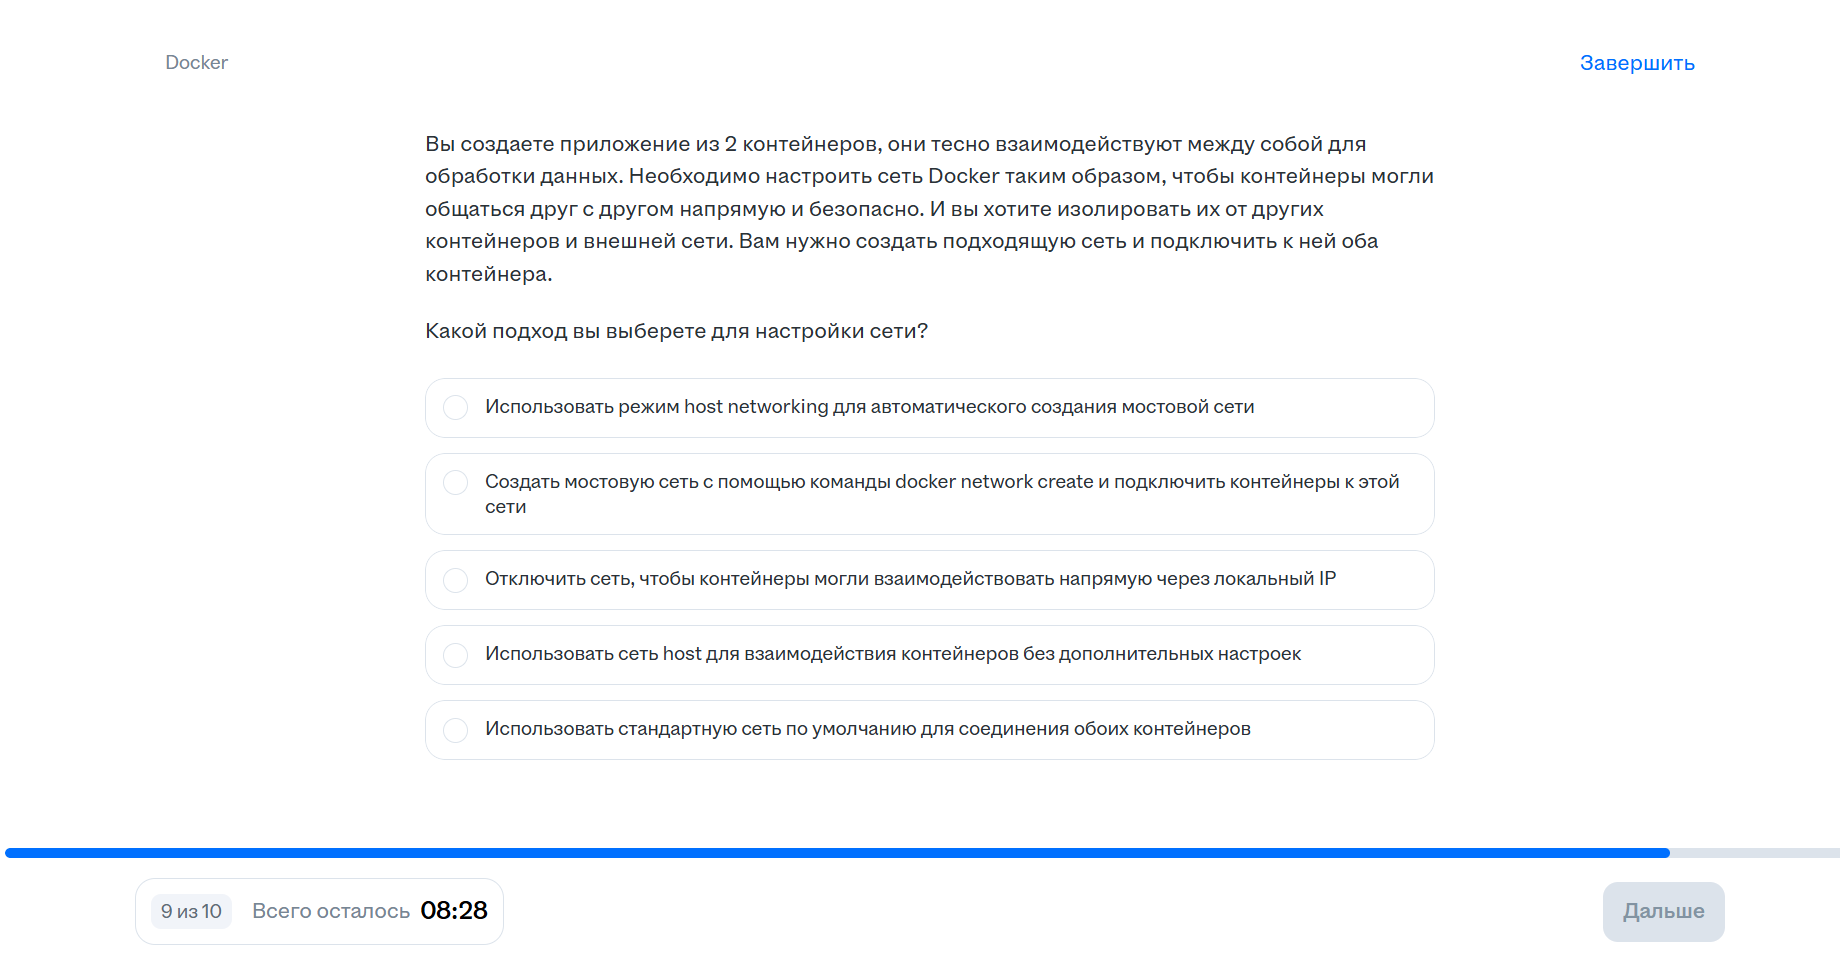 Docker
Завершить
Вы создаете приложение из 2 контейнеров, они тесно взаимодействуют между собой для
обработки данных. Необходимо настроить сеть Docker таким образом, чтобы контейнеры могли
общаться друг с другом напрямую и безопасно. И вы хотите изолировать их от других
контейнеров и внешней сети. Вам нужно создать подходящую сеть и подключить к ней оба
контейнера.
Какой подход вы выберете для настройки сети?
Использовать режим host networking для автоматического создания мостовой сети
Создать мостовую сеть с помощью команды docker network create и подключить контейнеры к этой
сети
Отключить сеть, чтобы контейнеры могли взаимодействовать напрямую через локальный IP
Использовать сеть host для взаимодействия контейнеров без дополнительных настроек
Использовать стандартную сеть по умолчанию для соединения обоих контейнеров
9 из 10
Всего осталось 08:28
Дальше